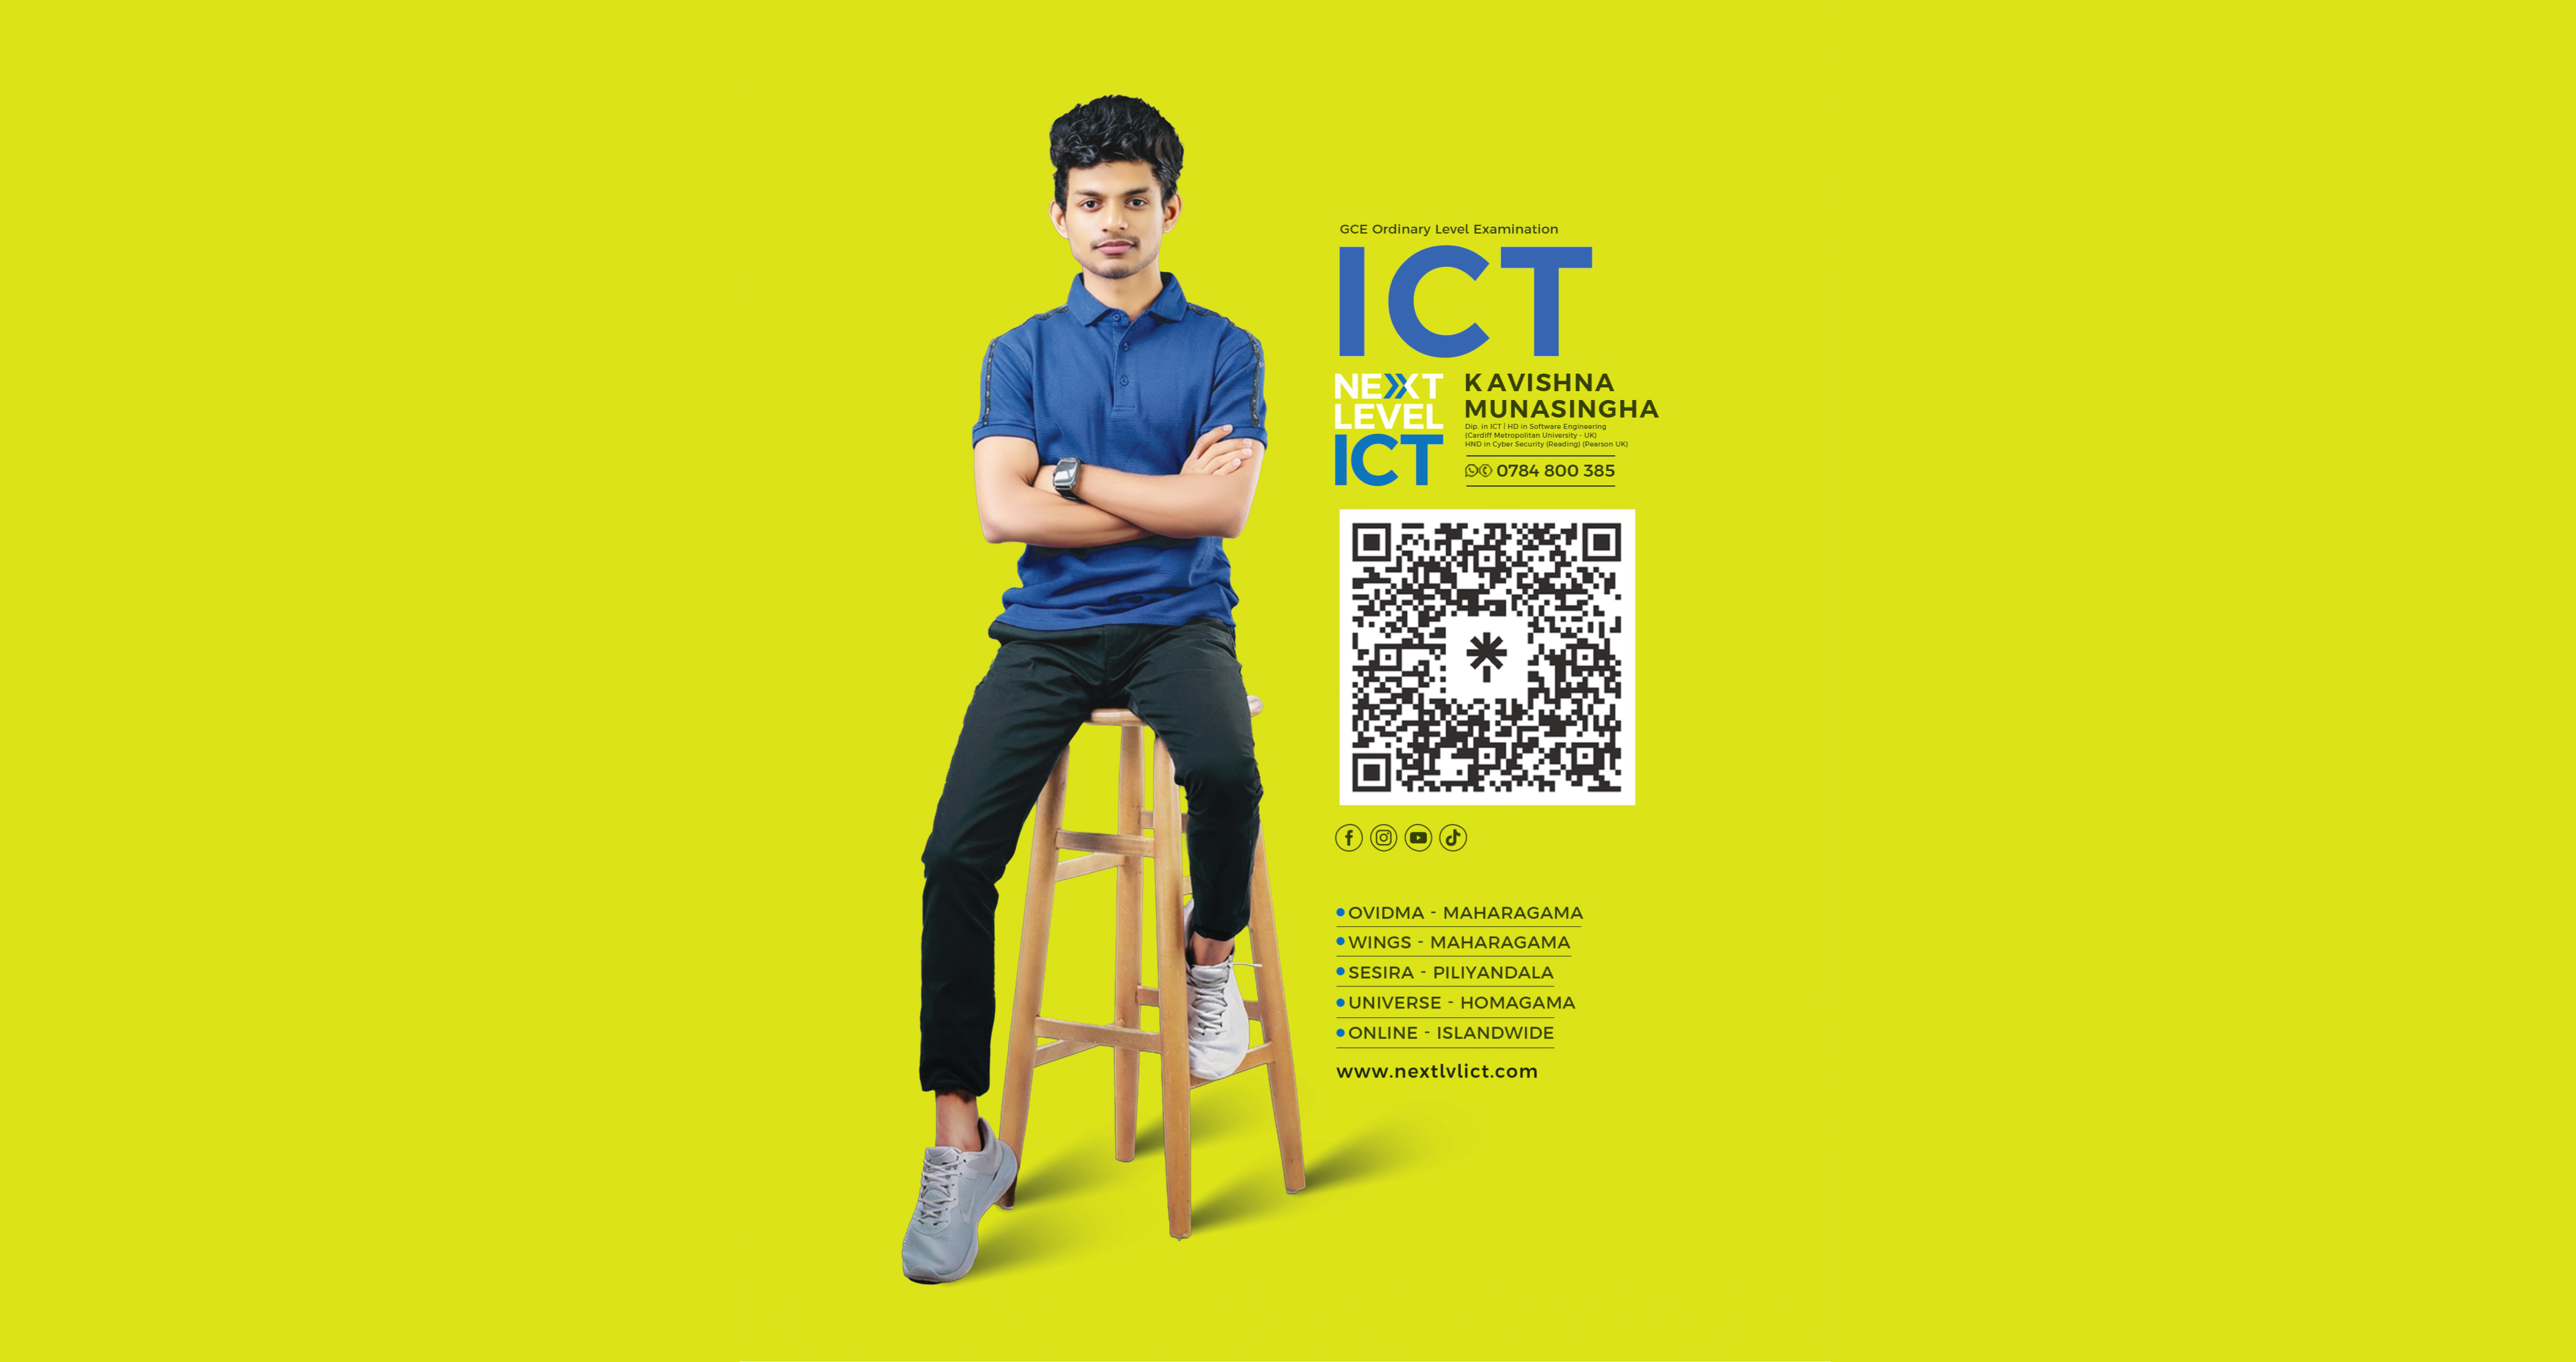 GCE Ordinary Level Examination
ICT
NEXT
LEVEL
ICT
KAVISHNA
MUNASINGHA
Dip. in ICT | HD in Software Engineering
(Cardiff Metropolitan University - UK)
HND in Cyber Security (Reading) (Pearson UK)
0784 800 385
OVIDMA - MAHARAGAMA
WINGS - MAHARAGAMA
SESIRA - PILIYANDALA
UNIVERSE - HOMAGAMA
ONLINE - ISLANDWIDE
www.nextlvlict.com